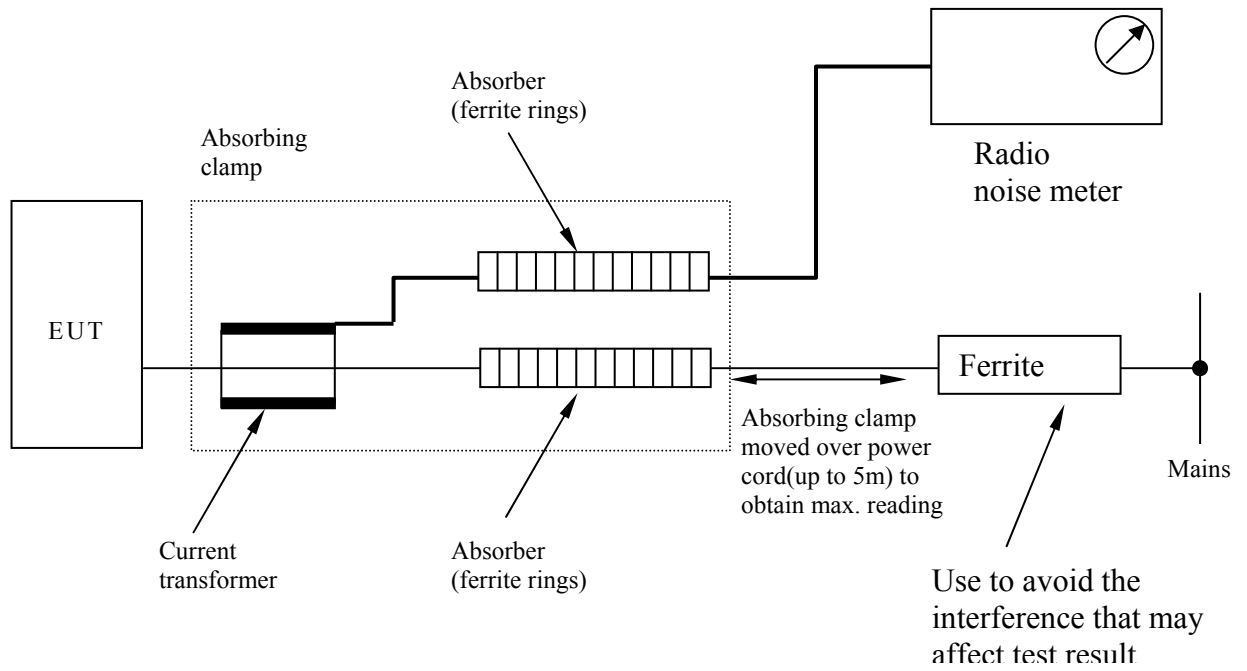 Absorber
(ferrite rings)
Absorbing
clamp
Radio
noise meter
EUT
Ferrite
Absorbing clamp
moved over power
cord(up to 5m) to
obtain max. reading
Mains
Current
transformer
Absorber
(ferrite rings)
Use to avoid the
interference that may
affect test result